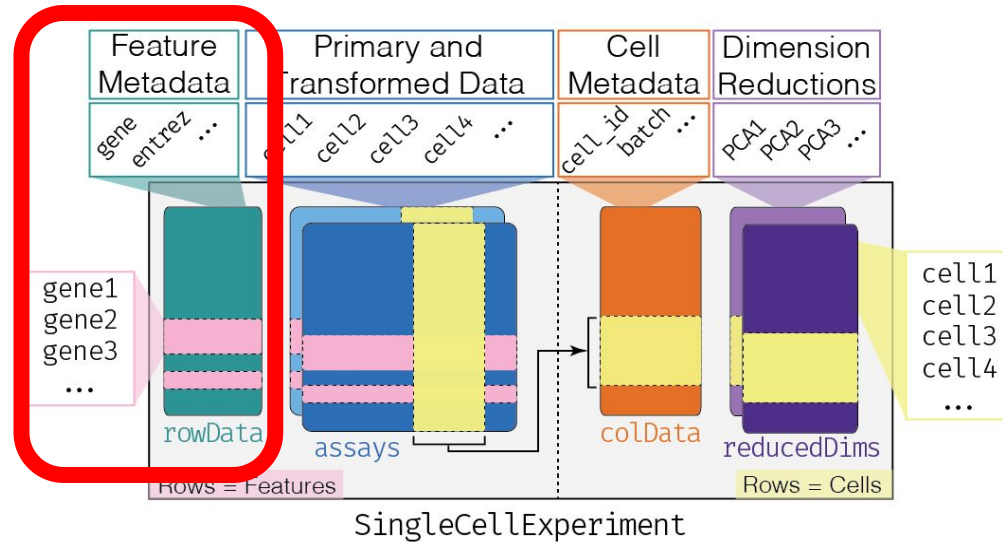 Feature
Metadata
Primary and
Transformed Data
Cell
Metadata
Dimension
Reductions
gene
entrez
...
cell1
cell2
cell3
cell4
...
cell_id
batch
...
PCA1
PCA2
PCA3
...
gene1
gene2
gene3
...
cell1
cell2
cell3
cell4
...
rowData
assays
colData
reducedDims
Rows = Features
Rows = Cells
SingleCellExperiment